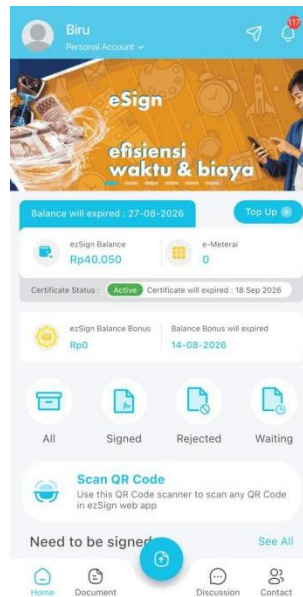 Biru
Personal Account
117
eSign
efisiensi
waktu & biaya
Balance will expired : 27-08-2026
Top Up
ezSign Balance
Rp40.050
e-Meterai
0
Certificate Status :
Active
Certificate will expired : 18 Sep 2026
ezSign Balance Bonus
Rp0
Balance Bonus will expired
14-08-2026
All
Signed
Rejected
Waiting
Scan QR Code
Use this QR Code scanner to scan any QR Code
in ezSign web app
Need to be signed
See All
Home
Document
Discussion
Contact